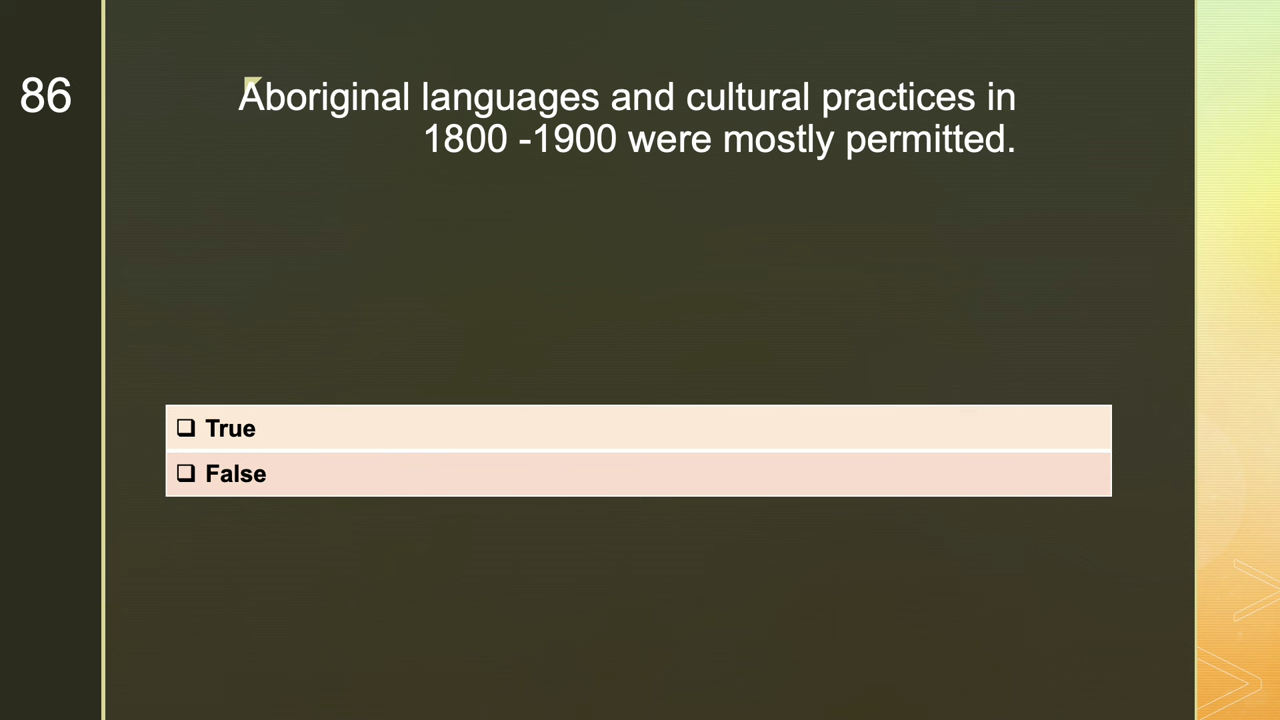 86
Aboriginal languages and cultural practices in
1800 -1900 were mostly permitted.
True
False